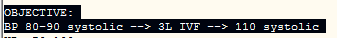 OBJECTIVE:
BP 80-90 systolic --> 3L IVF --> 110 systolic